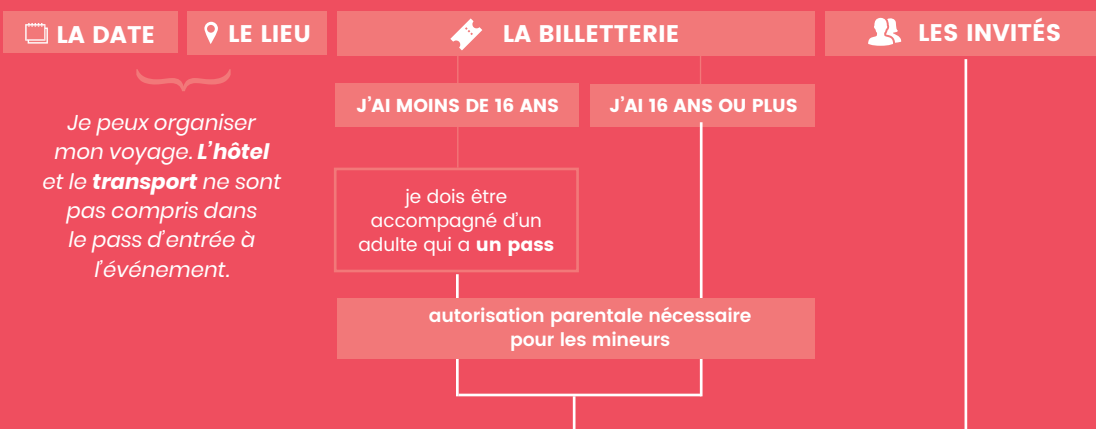 LA DATE
LE LIEU
LA BILLETTERIE
LES INVITÉS
Je peux organiser
mon voyage. L'hôtel
et le transport ne sont
pas compris dans
le pass d'entrée à
l'événement.
J'AI MOINS DE 16 ANS
J'AI 16 ANS OU PLUS
je dois être
accompagné d'un
adulte qui a un pass
autorisation parentale nécessaire
pour les mineurs